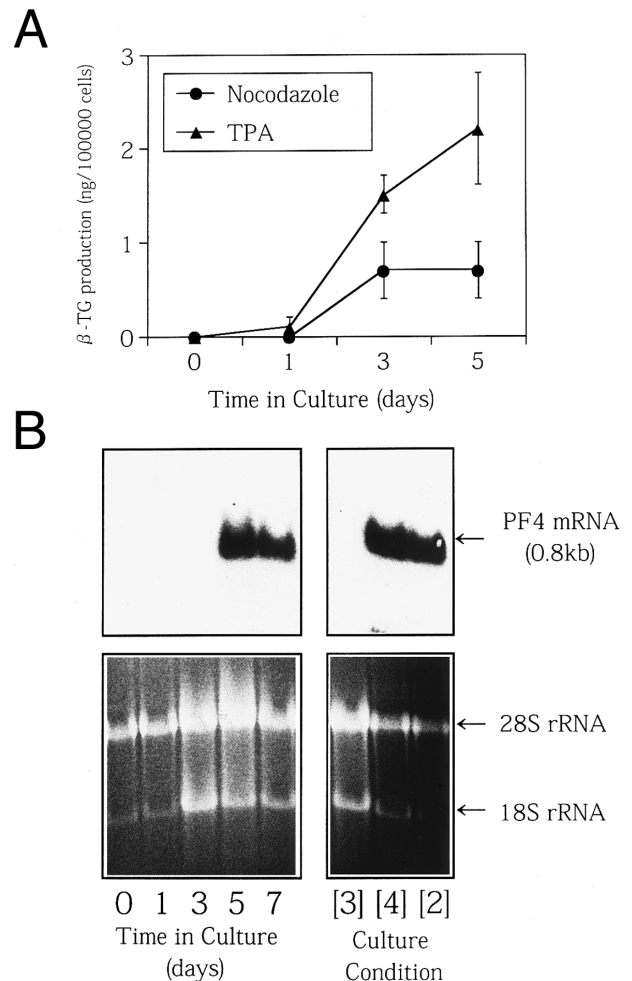 A
β-TG production (ng/100000 cells)
3
2
1
0
Nocodazole
TPA
0 1 3 5
Time in Culture (days)
B
PF4 mRNA
(0.8kb)
28S rRNA
18S rRNA
0 1 3 5 7
Time in Culture
(days)
[3] [4] [2]
Culture
Condition